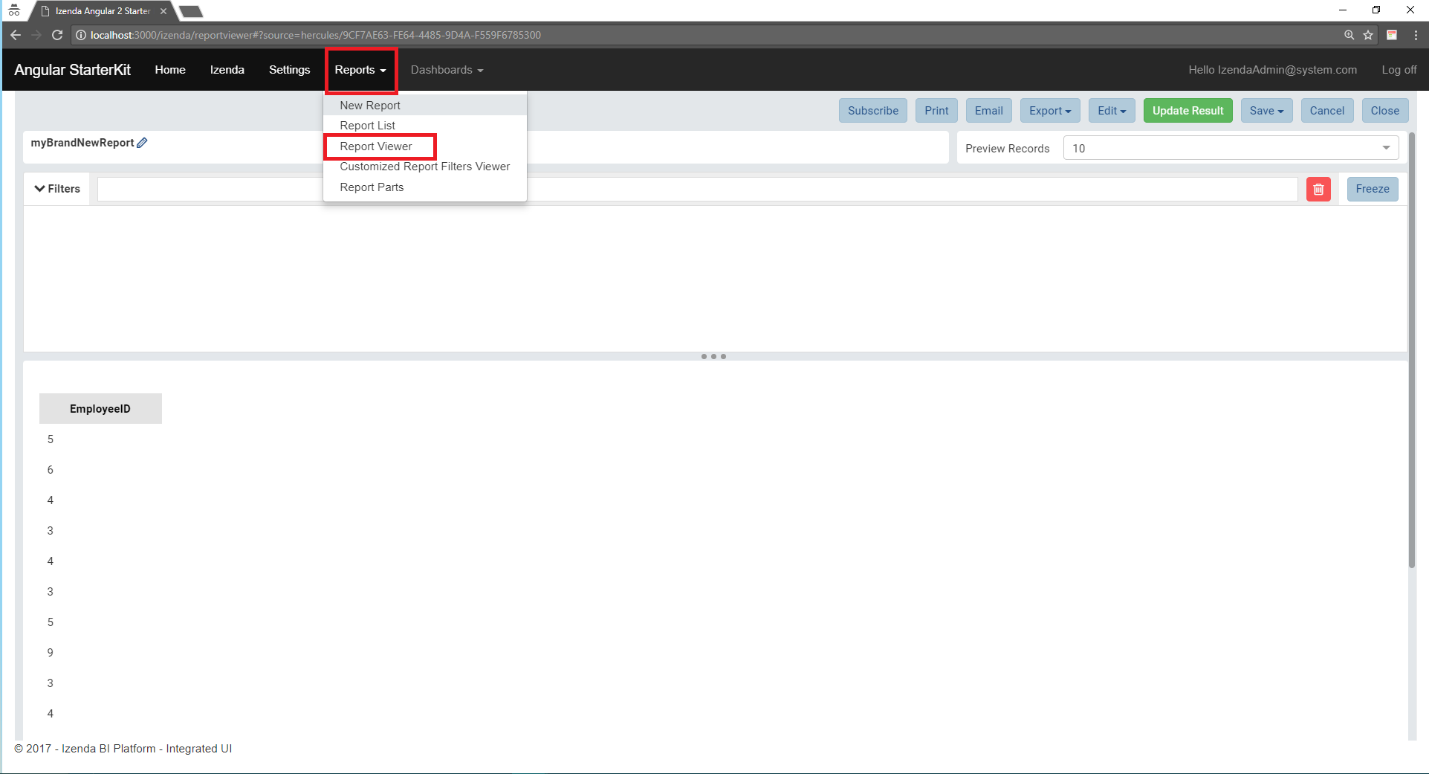 Izenda Angular 2 Starter
localhost:3000/izenda/reportviewer#?source=hercules/9CF7AE63-FE64-4485-9D4A-F559F6785300
Angular StarterKit Home Izenda Settings Reports Dashboards Hello IzendaAdmin@system.com Log off
New Report
Report List
Report Viewer
Customized Report Filters Viewer
Report Parts
Subscribe Print Email Export Edit Update Result Save Cancel Close
myBrandNewReport
Preview Records 10
Filters
Freeze
EmployeeID
5
6
4
3
4
3
5
9
3
4
© 2017 - Izenda BI Platform - Integrated UI